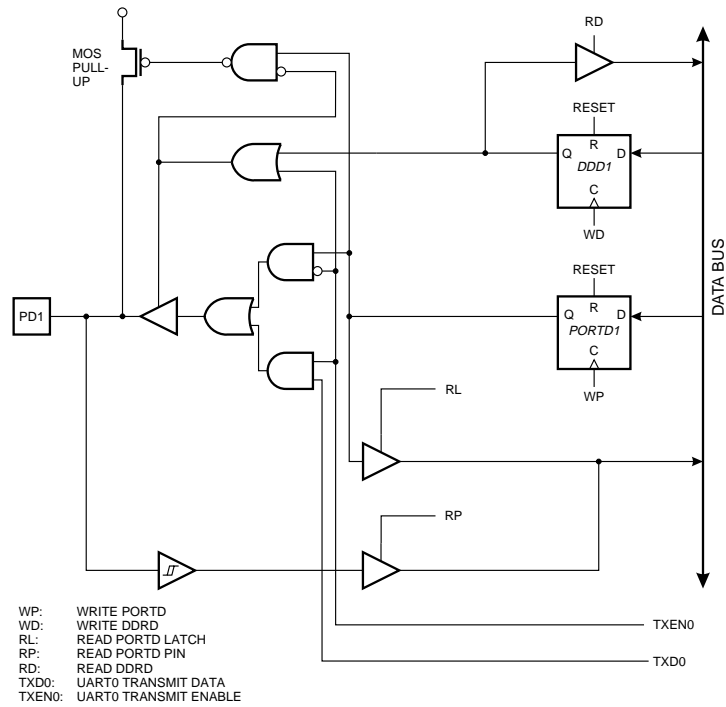 RD
MOS
PULL-
UP
RESET
R
Q
D
DDD1
C
WD
RESET
R
Q
D
PORTD1
C
WP
DATA BUS
PD1
RL
RP
TXEN0
TXD0
WP: WRITE PORTD
WD: WRITE DDRD
RL: READ PORTD LATCH
RP: READ PORTD PIN
RD: READ DDRD
TXD0: UART0 TRANSMIT DATA
TXEN0: UART0 TRANSMIT ENABLE